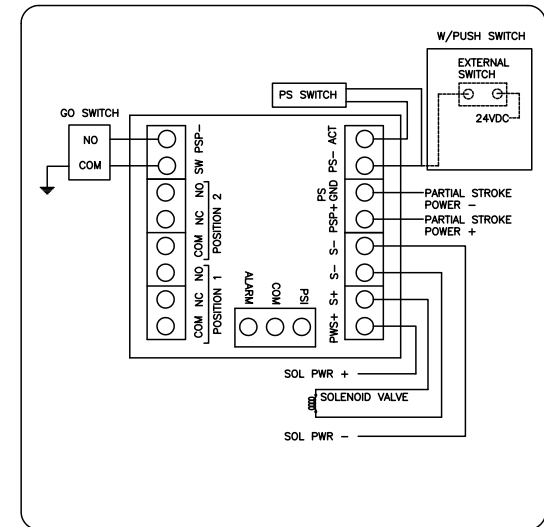 W/PUSH SWITCH
EXTERNAL
SWITCH
24VDC
PS SWITCH
GO SWITCH
NO
COM
SW PSP-
COM NC NO
POSITION 2
COM NC NO
POSITION 1
ALARM
COM
PSI
PS- ACT
PS
PSP+ GND
S-
S-
PWS+ S+
PARTIAL STROKE
POWER -
PARTIAL STROKE
POWER +
SOL PWR +
SOLENOID VALVE
SOL PWR -